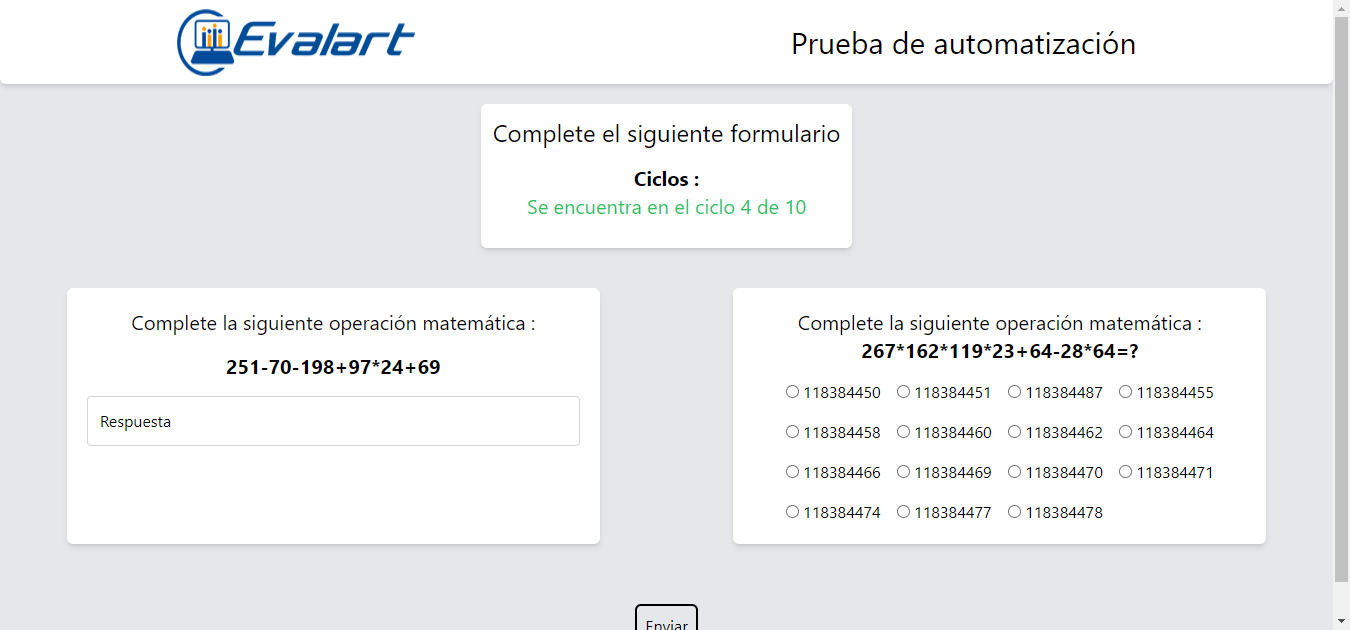 Evalart
Prueba de automatización
Complete el siguiente formulario
Ciclos :
Se encuentra en el ciclo 4 de 10
Complete la siguiente operación matemática :
251-70-198+97*24+69
Respuesta
Complete la siguiente operación matemática :
267*162*119*23+64-28*64=?
118384450 118384451 118384487 118384455
118384458 118384460 118384462 118384464
118384466 118384469 118384470 118384471
118384474 118384477 118384478
Enviar